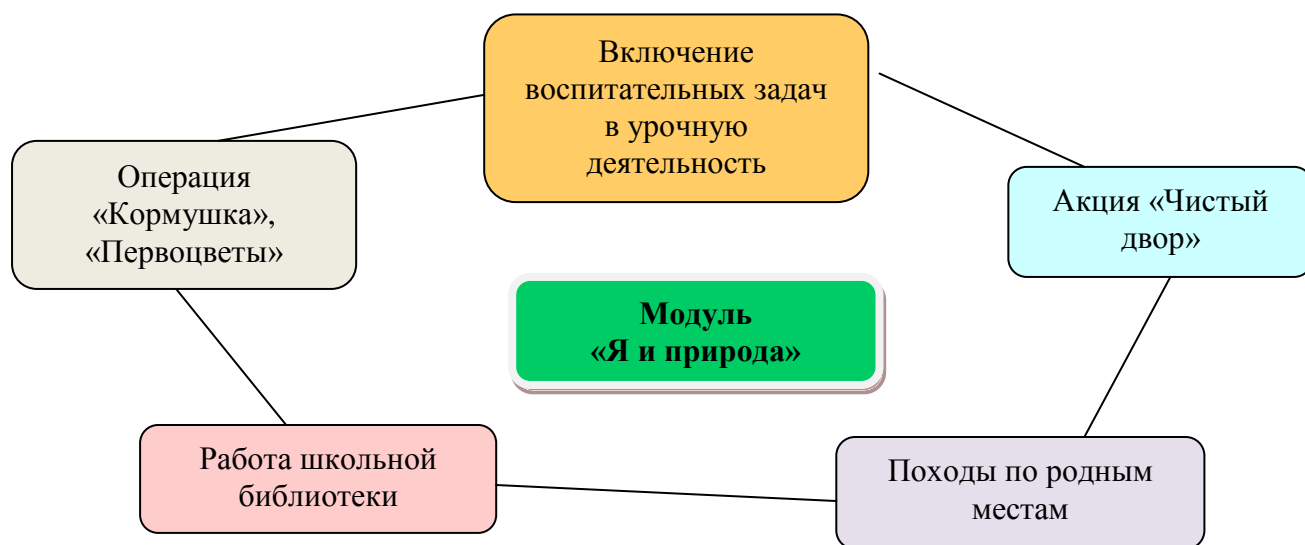 Включение
воспитательных задач
в урочную
деятельность
Операция
«Кормушка»,
«Первоцветы»
Акция «Чистый
двор»
Модуль
«Я и природа»
Работа школьной
библиотеки
Походы по родным
местам